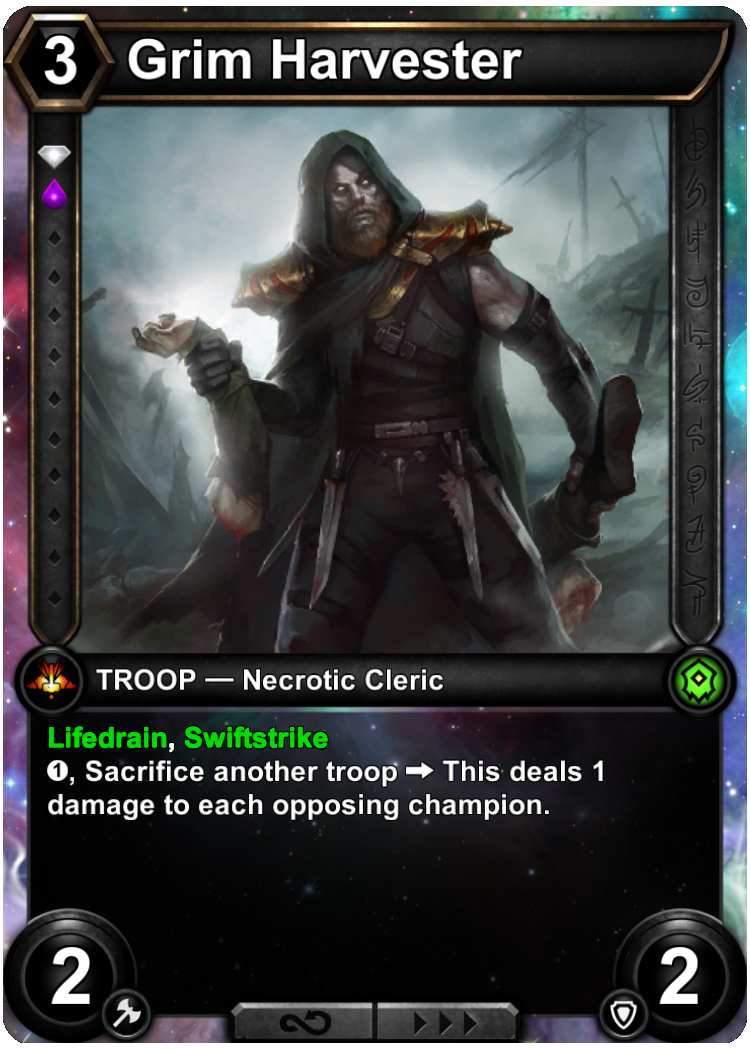 3 Grim Harvester
TROOP — Necrotic Cleric
Lifedrain, Swiftstrike
❶, Sacrifice another troop ➡ This deals 1
damage to each opposing champion.
2 2